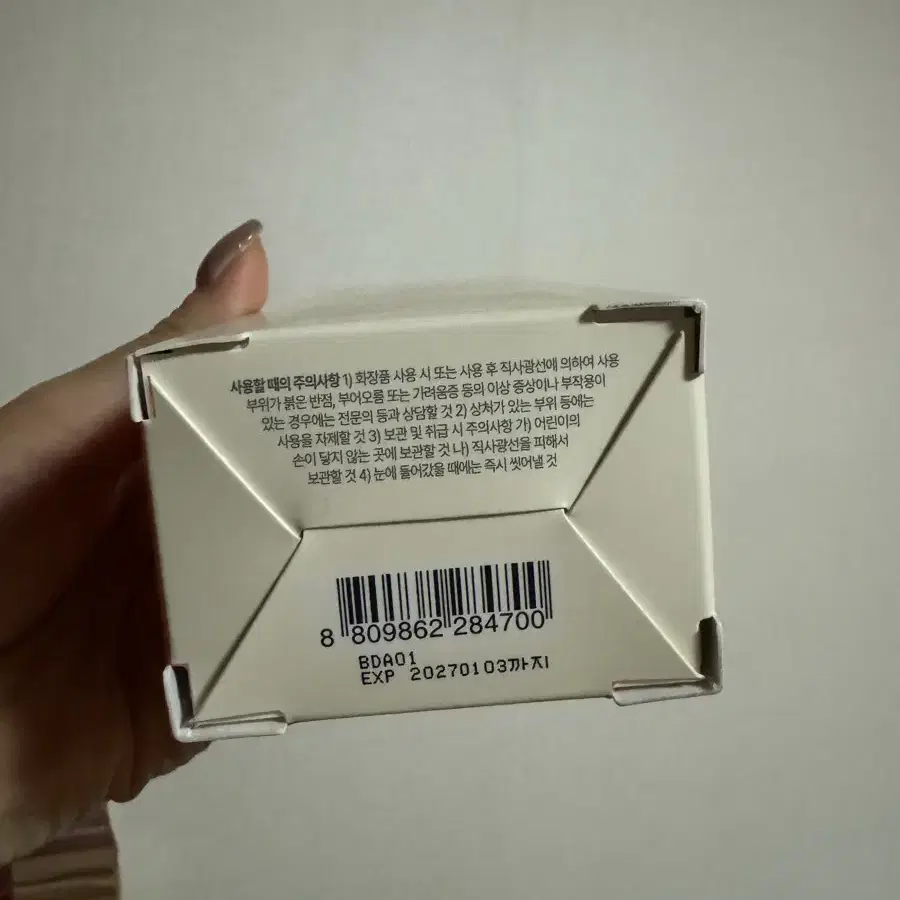 사용할 때의 주의사항 1) 화장품 사용 시 또는 사용 후 직사광선에 의하여 사용
부위가 붉은 반점, 부어오름 또는 가려움증 등의 이상 증상이나 부작용이
있는 경우에는 전문의 등과 상담할 것 2) 상처가 있는 부위 등에는
사용을 자제할 것 3) 보관 및 취급 시 주의사항 가) 어린이의
손이 닿지 않는 곳에 보관할 것 나) 직사광선을 피해서
보관할 것 4) 눈에 들어갔을 때에는 즉시 씻어낼 것
8 809862 284700
BDA01
EXP 20270103까지